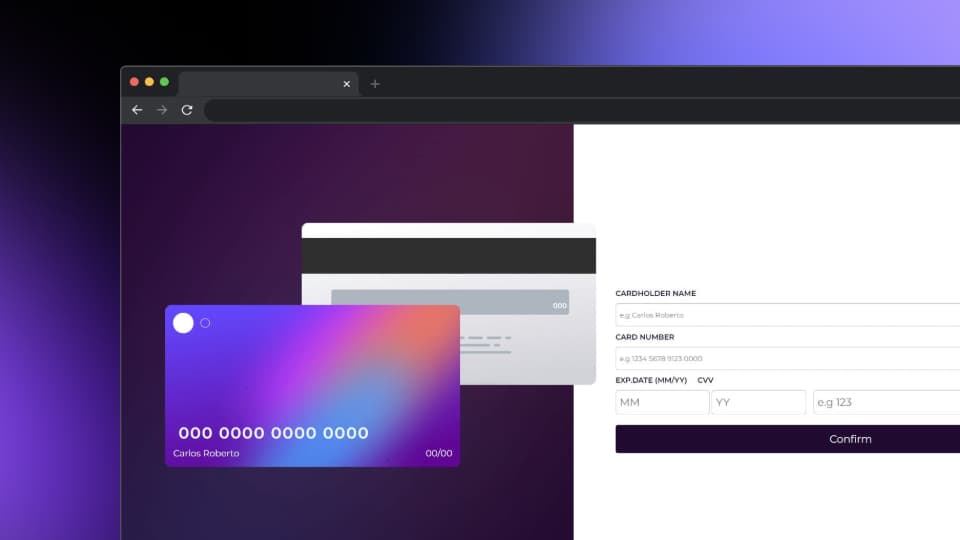 000
000 0000 0000 0000
Carlos Roberto 00/00
CARDHOLDER NAME
e.g Carlos Roberto
CARD NUMBER
e.g 1234 5678 9123 0000
EXP.DATE (MM/YY) CVV
MM YY e.g 123
Confirm